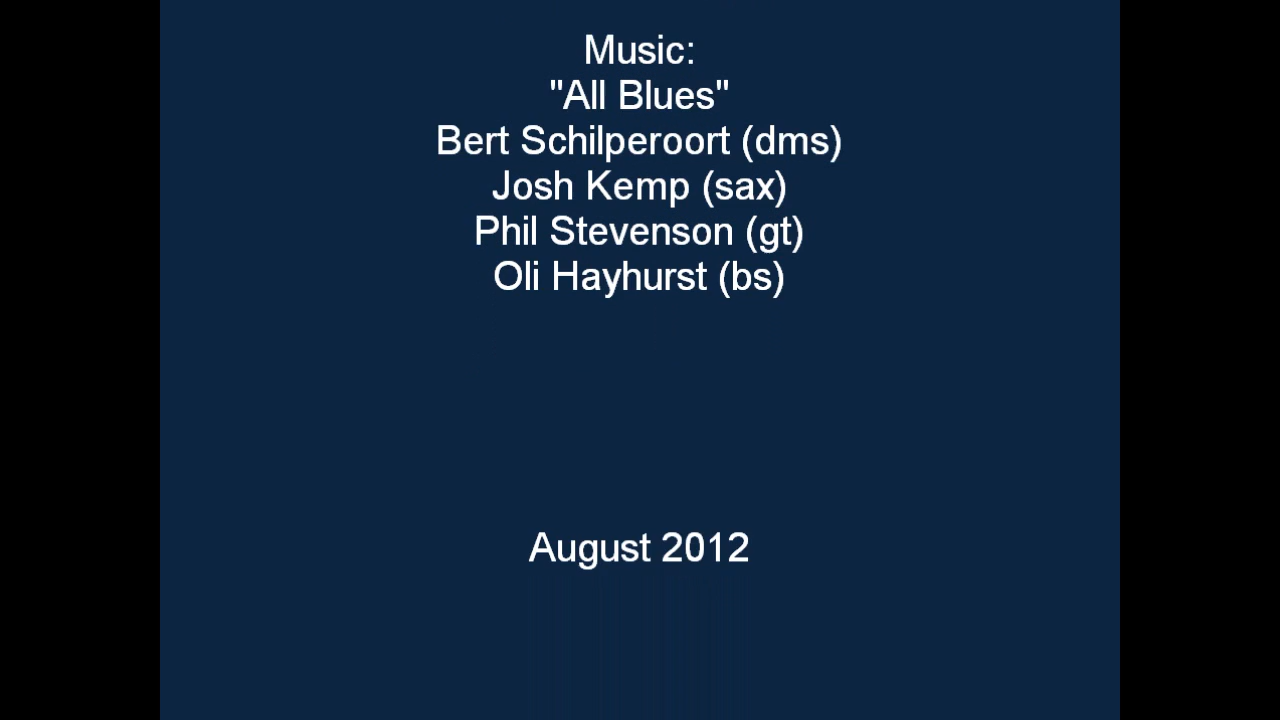 Music:
"All Blues"
Bert Schilperoort (dms)
Josh Kemp (sax)
Phil Stevenson (gt)
Oli Hayhurst (bs)
August 2012